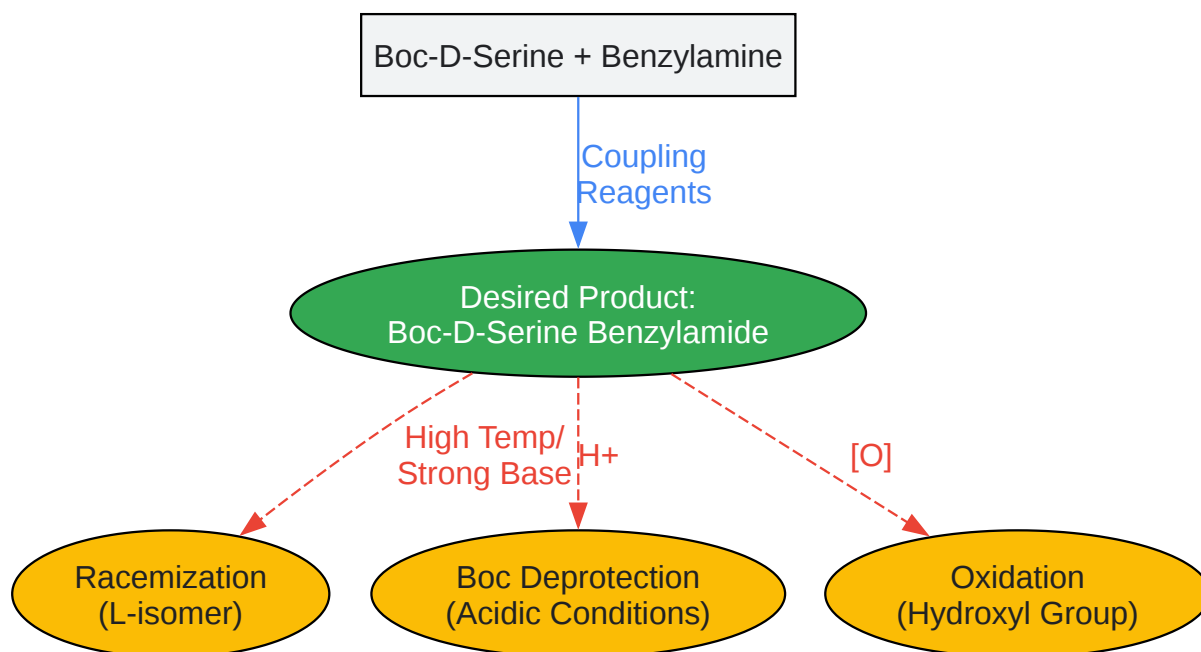 Boc-D-Serine + Benzylamine
Coupling
Reagents
Desired Product:
Boc-D-Serine Benzylamide
High Temp/
Strong Base
H+
[O]
Racemization
(L-isomer)
Boc Deprotection
(Acidic Conditions)
Oxidation
(Hydroxyl Group)